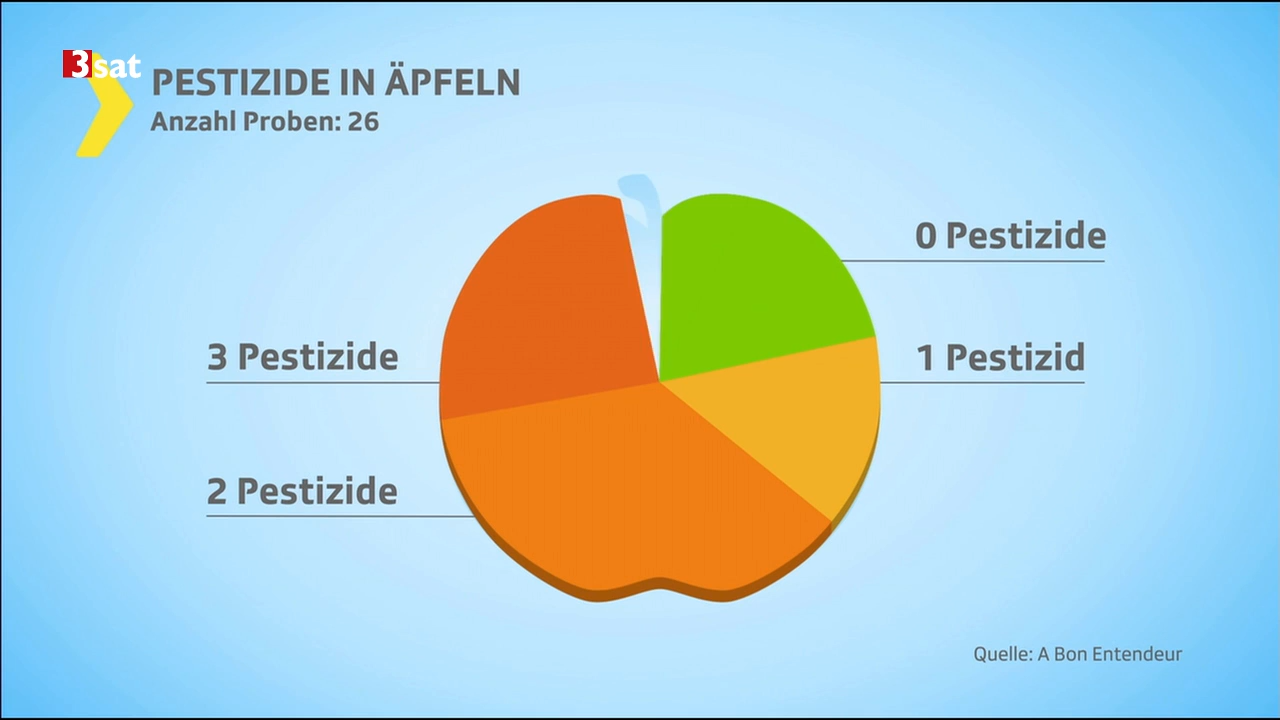 3sat
PESTIZIDE IN ÄPFELN
Anzahl Proben: 26
0 Pestizide
3 Pestizide
1 Pestizid
2 Pestizide
Quelle: A Bon Entendeur